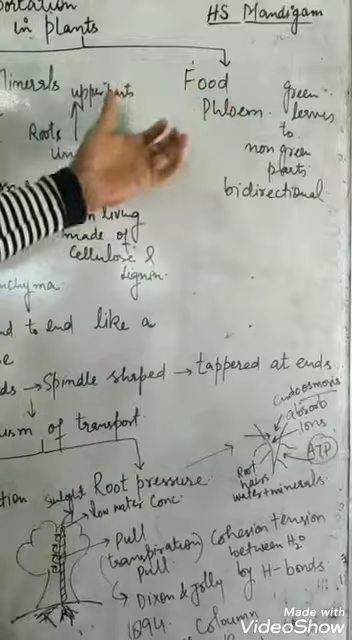 HS Mandigam
in plants
Minerals
upper parts
Roots
Food
Phloem
green
leaves
to
non green
parts
bidirectional
living
made of
cellulose &
lignin
end to end like a
→ Spindle shaped → tappered at ends
of transport
Root pressure
endoosmosis
absorb
ions
ATP
Root
hairs
water+minerals
sunlight
low water conc.
Pull
(transpiration)
Pull
Cohesion tension
between H2O
by H-bonds
Dixon & Jolly
1894
Made with
VideoShow